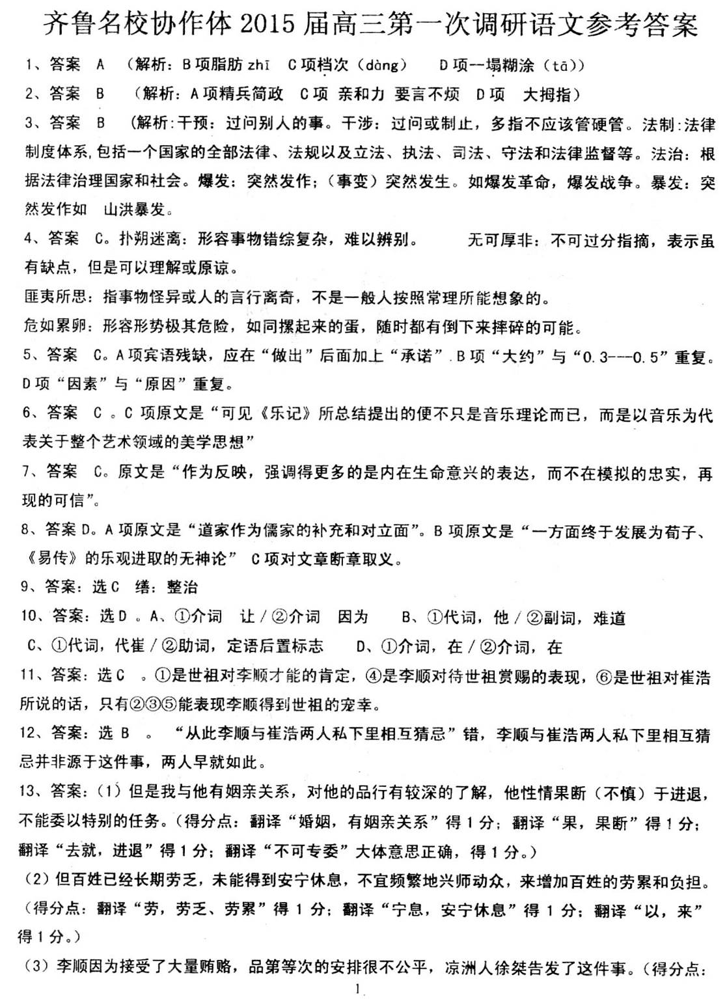 齐鲁名校协作体 2015 届高三第一次调研语文参考答案
1、答案 A （解析：B 项脂肪 zhī C 项档次（dàng） D 项--塌糊涂（tā））
2、答案 B （解析：A 项精兵简政 C 项 亲和力 要言不烦 D 项 大拇指）
3、答案 B （解析:干预：过问别人的事。干涉：过问或制止，多指不应该管硬管。法制:法律
制度体系,包括一个国家的全部法律、法规以及立法、执法、司法、守法和法律监督等。法治：根
据法律治理国家和社会。爆发：突然发作；（事变）突然发生。如爆发革命，爆发战争。暴发：突
然发作如 山洪暴发。
4、答案 C。扑朔迷离：形容事物错综复杂，难以辨别。 无可厚非：不可过分指摘，表示虽
有缺点，但是可以理解或原谅。
匪夷所思：指事物怪异或人的言行离奇，不是一般人按照常理所能想象的。
危如累卵：形容形势极其危险，如同摞起来的蛋，随时都有倒下来摔碎的可能。
5、答案 C。A 项宾语残缺，应在“做出”后面加上“承诺”.B 项“大约”与“0.3---0.5”重复。
D 项“因素”与“原因”重复。
6、答案 C 。C 项原文是“可见《乐记》所总结提出的便不只是音乐理论而已，而是以音乐为代
表关于整个艺术领域的美学思想”
7、答案 C。原文是“作为反映，强调得更多的是内在生命意兴的表达，而不在模拟的忠实，再
现的可信”。
8、答案 D。A 项原文是“道家作为儒家的补充和对立面”。B 项原文是“一方面终于发展为荀子、
《易传》的乐观进取的无神论” C 项对文章断章取义。
9、答案：选 C 缮：整治
10、答案：选 D 。A、①介词 让 / ②介词 因为 B、①代词，他 / ②副词，难道
C、①代词，代崔 / ②助词，定语后置标志 D、①介词，在 / ②介词，在
11、答案：选 C 。①是世祖对李顺才能的肯定，④是李顺对待世祖赏赐的表现，⑥是世祖对崔浩
所说的话，只有②③⑤能表现李顺得到世祖的宠幸。
12、答案：选 B 。 “从此李顺与崔浩两人私下里相互猜忌”错，李顺与崔浩两人私下里相互猜
忌并非源于这件事，两人早就如此。
13、答案：（1）但是我与他有姻亲关系，对他的品行有较深的了解，他性情果断（不慎）于进退，
不能委以特别的任务。（得分点：翻译“婚姻，有姻亲关系”得 1 分；翻译“果，果断”得 1 分；
翻译“去就，进退”得 1 分；翻译“不可专委”大体意思正确，得 1 分。）
（2）但百姓已经长期劳乏，未能得到安宁休息，不宜频繁地兴师动众，来增加百姓的劳累和负担。
（得分点：翻译“劳，劳乏、劳累”得 1 分；翻译“宁息，安宁休息”得 1 分；翻译“以，来”
得 1 分。）
（3）李顺因为接受了大量贿赂，品第等次的安排很不公平，凉洲人徐桀告发了这件事。（得分点：
1